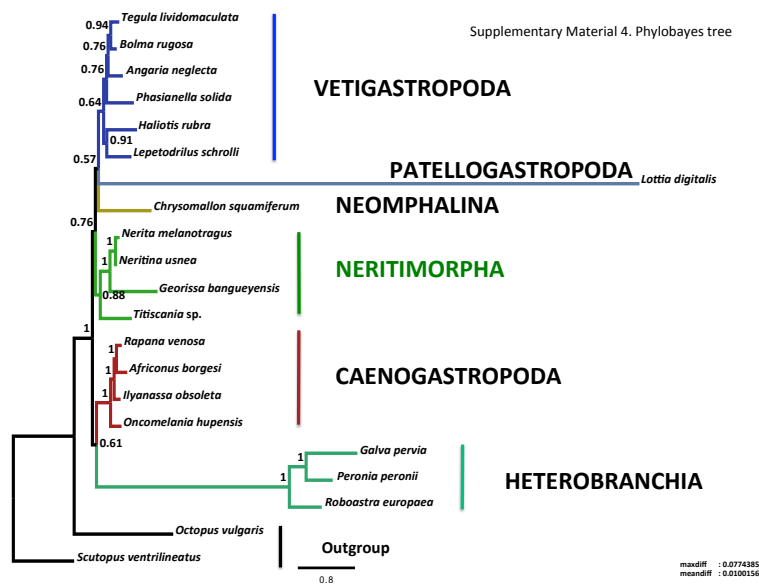 Supplementary Material 4. Phylobayes tree
Tegula lividomaculata
0.94
Bolma rugosa
0.76
Angaria neglecta
0.76
VETIGASTROPODA
Phasianella solida
0.64
Haliotis rubra
0.91
Lepetodrilus schrolli
0.57
PATELLOGASTROPODA
Lottia digitalis
Chrysomallon squamiferum
NEOMPHALINA
0.76
Nerita melanotragus
1
Neritina usnea
1
NERITIMORPHA
Georissa bangueyensis
0.88
Titiscania sp.
1
Rapana venosa
1
Africonus borgesi
1
CAENOGASTROPODA
Ilyanassa obsoleta
1
Oncomelania hupensis
0.61
Galva pervia
1
Peronia peronii
1
HETEROBRANCHIA
Roboastra europaea
Octopus vulgaris
Outgroup
Scutopus ventrilineatus
0.8
maxdiff : 0.0774385
meandiff : 0.0100156